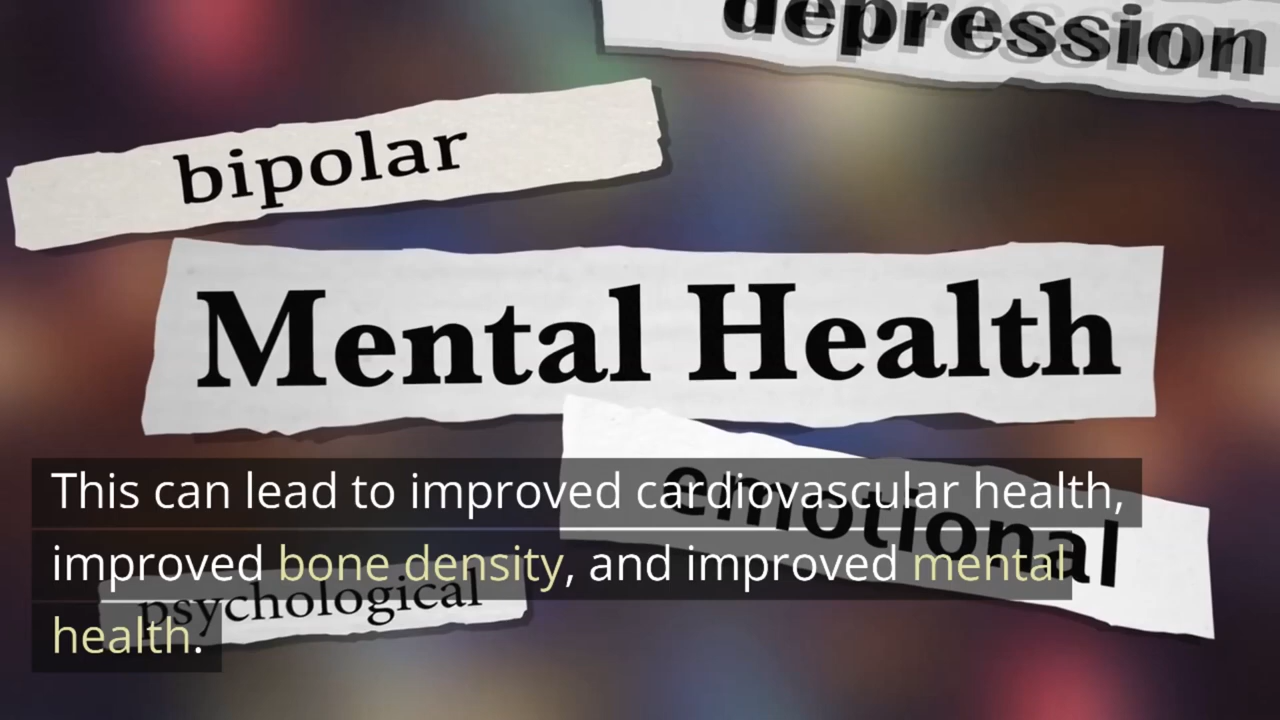 depression
bipolar
Mental Health
emotional
This can lead to improved cardiovascular health,
improved bone density, and improved mental
health.
psychological